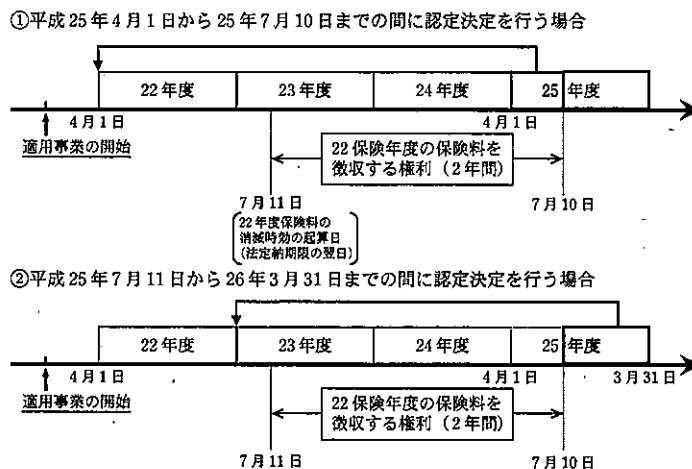 ①平成25年4月1日から25年7月10日までの間に認定決定を行う場合
22年度 23年度 24年度 25年度
4月1日 4月1日
適用事業の開始
22保険年度の保険料を
徴収する権利（2年間）
7月11日 7月10日
22年度保険料の
消滅時効の起算日
(法定納期限の翌日)
②平成25年7月11日から26年3月31日までの間に認定決定を行う場合
22年度 23年度 24年度 25年度
4月1日 4月1日 3月31日
適用事業の開始
22保険年度の保険料を
徴収する権利（2年間）
7月11日 7月10日